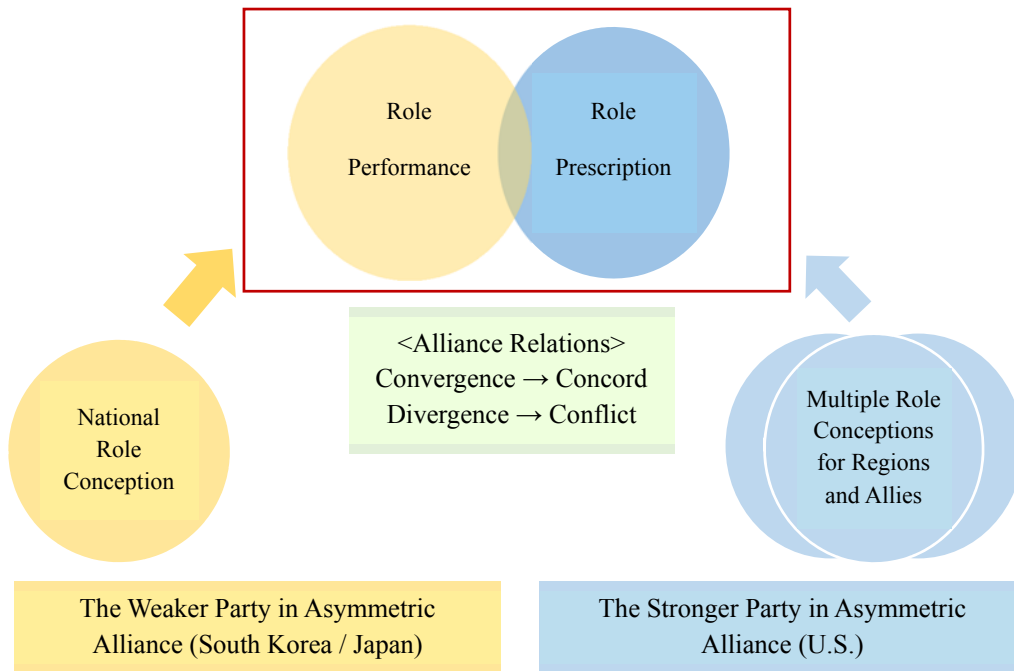 Role
Performance
Role
Prescription
<Alliance Relations>
Convergence → Concord
Divergence → Conflict
National
Role
Conception
Multiple Role
Conceptions
for Regions
and Allies
The Weaker Party in Asymmetric
Alliance (South Korea / Japan)
The Stronger Party in Asymmetric
Alliance (U.S.)